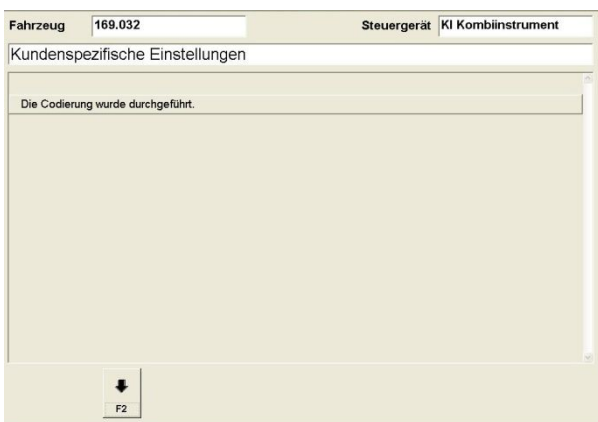 Fahrzeug 169.032 Steuergerät KI Kombiinstrument
Kundenspezifische Einstellungen
Die Codierung wurde durchgeführt.
F2